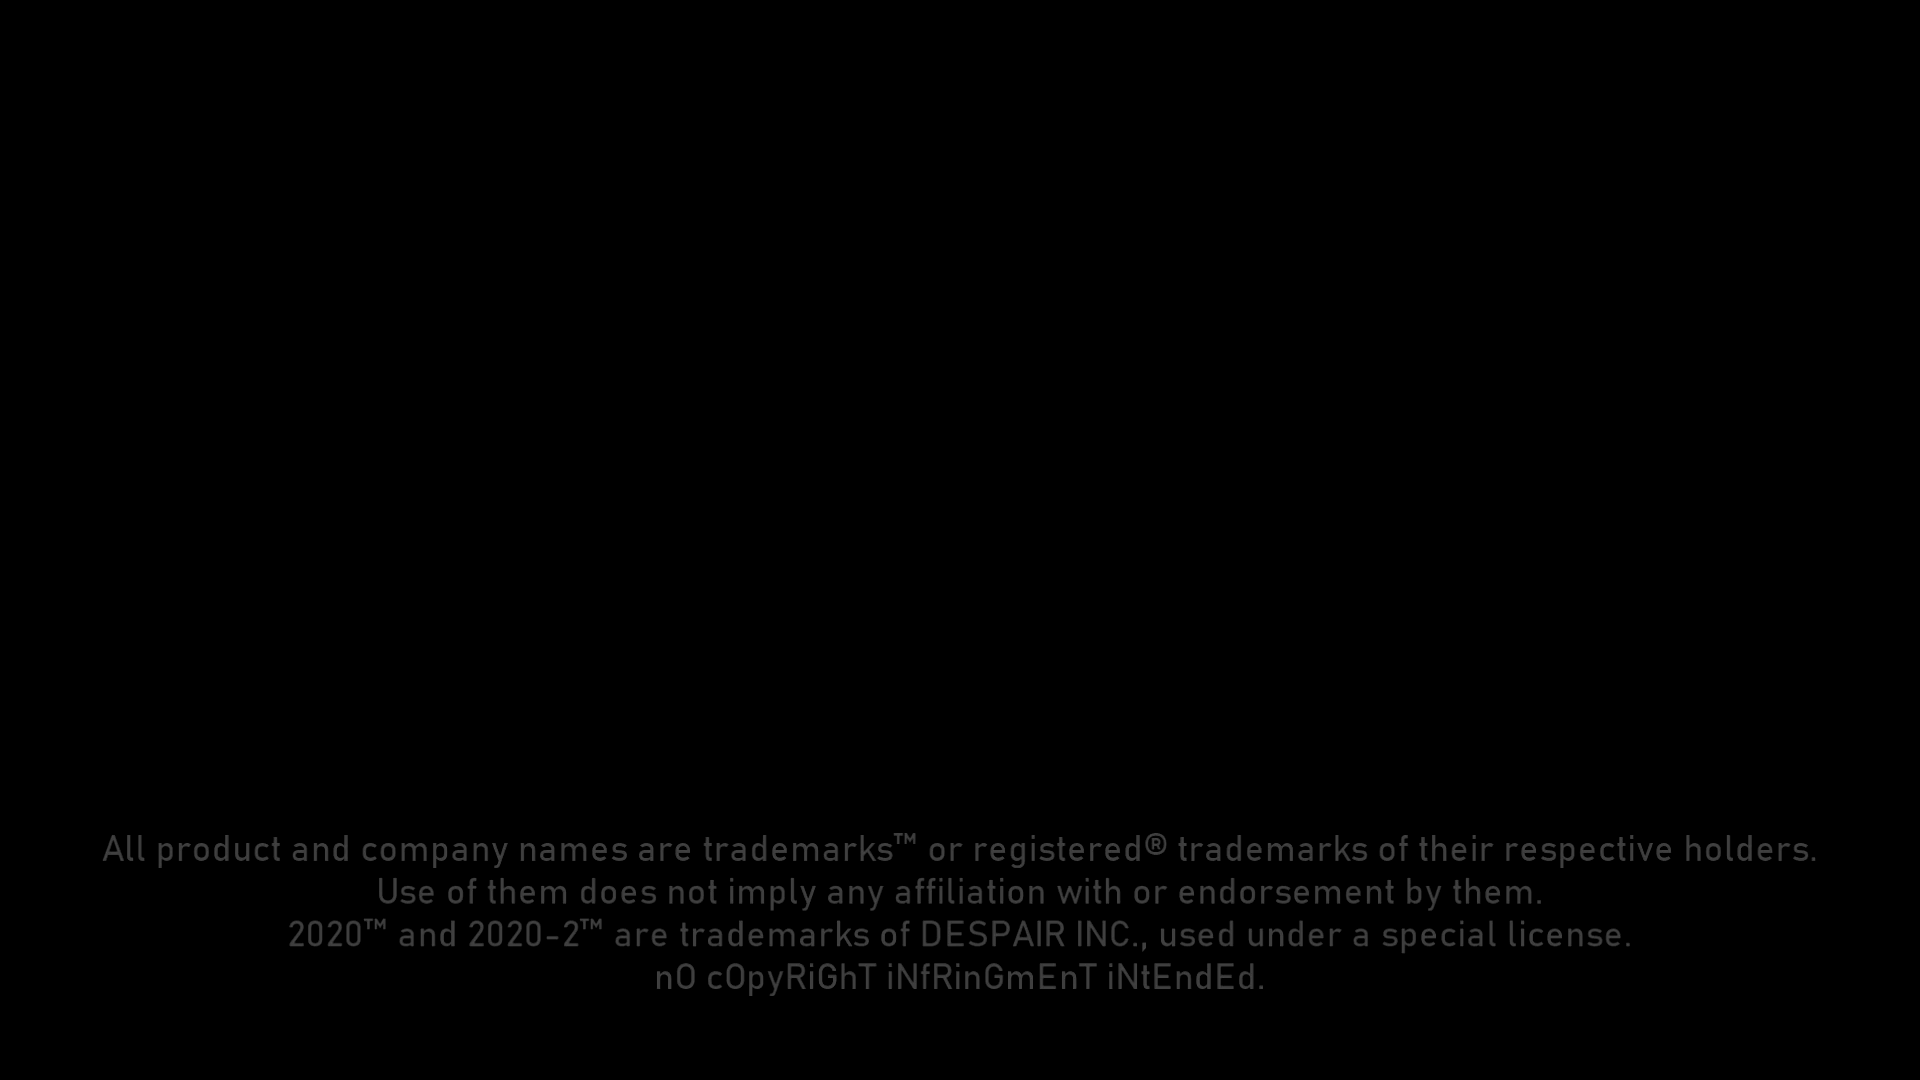 All product and company names are trademarks™ or registered® trademarks of their respective holders.
Use of them does not imply any affiliation with or endorsement by them.
2020™ and 2020-2™ are trademarks of DESPAIR INC., used under a special license.
nO cOpyRiGhT iNfRinGmEnT iNtEndEd.